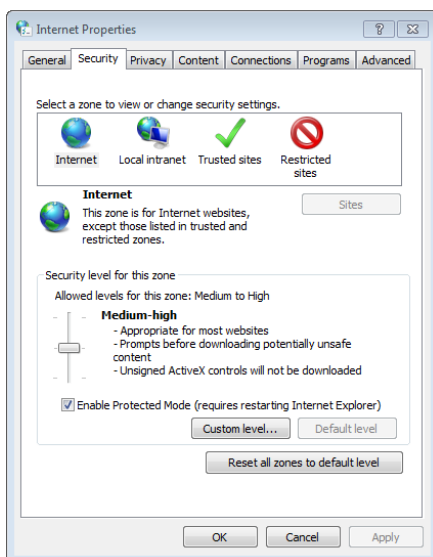 Internet Properties
General Security Privacy Content Connections Programs Advanced
Select a zone to view or change security settings.
Internet Local intranet Trusted sites Restricted
sites
Internet
Sites
This zone is for Internet websites,
except those listed in trusted and
restricted zones.
Security level for this zone
Allowed levels for this zone: Medium to High
Medium-high
- Appropriate for most websites
- Prompts before downloading potentially unsafe
content
- Unsigned ActiveX controls will not be downloaded
Enable Protected Mode (requires restarting Internet Explorer)
Custom level... Default level
Reset all zones to default level
OK Cancel Apply